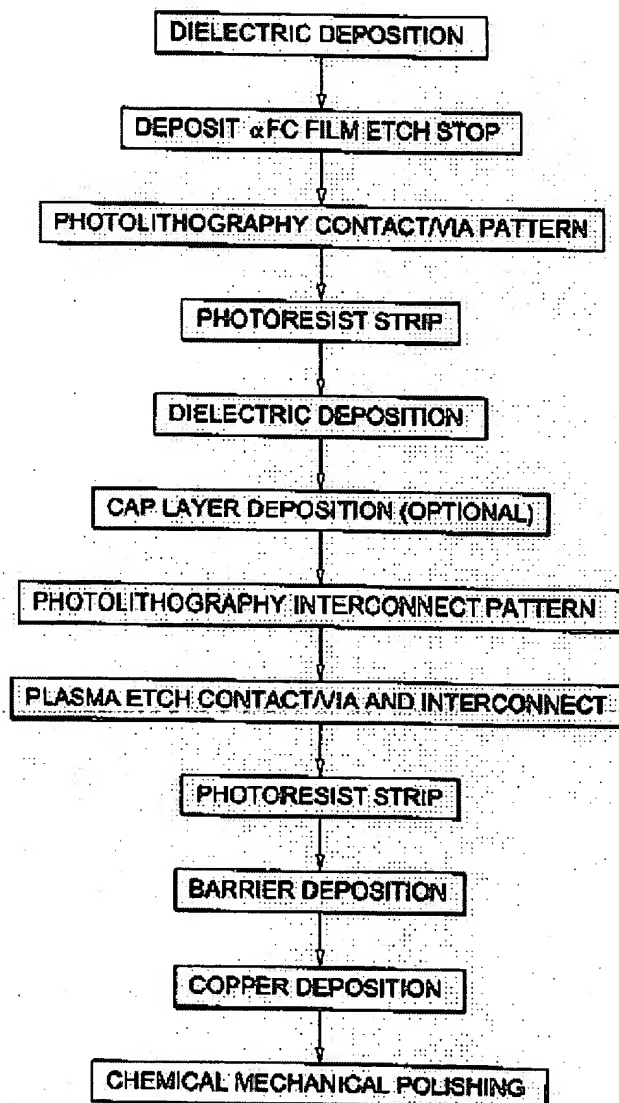 DIELECTRIC DEPOSITION
DEPOSIT αFC FILM ETCH STOP
PHOTOLITHOGRAPHY CONTACT/VIA PATTERN
PHOTORESIST STRIP
DIELECTRIC DEPOSITION
CAP LAYER DEPOSITION (OPTIONAL)
PHOTOLITHOGRAPHY INTERCONNECT PATTERN
PLASMA ETCH CONTACT/VIA AND INTERCONNECT
PHOTORESIST STRIP
BARRIER DEPOSITION
COPPER DEPOSITION
CHEMICAL MECHANICAL POLISHING